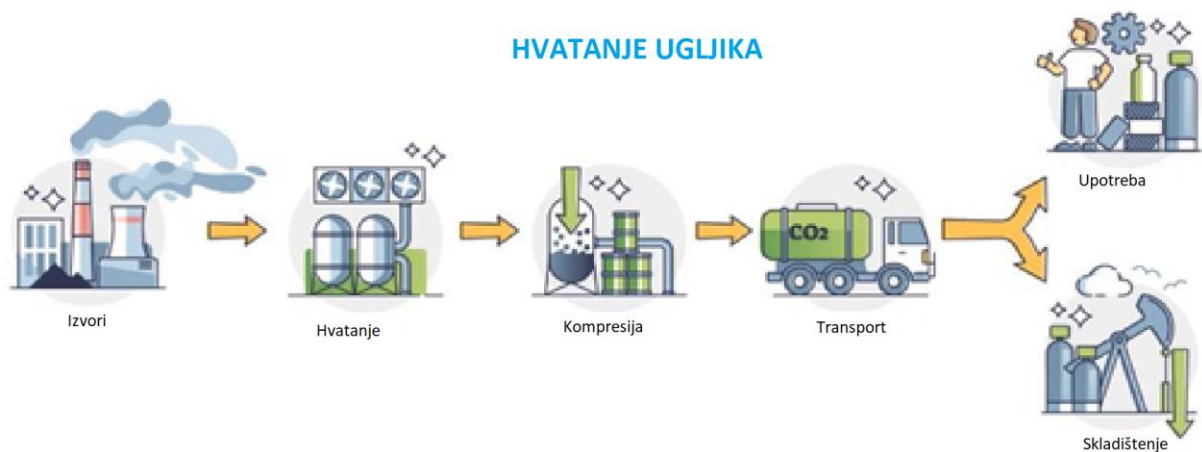 HVATANJE UGLJIKA
Izvori
Hvatanje
Kompresija
CO₂
Transport
Upotreba
Skladištenje